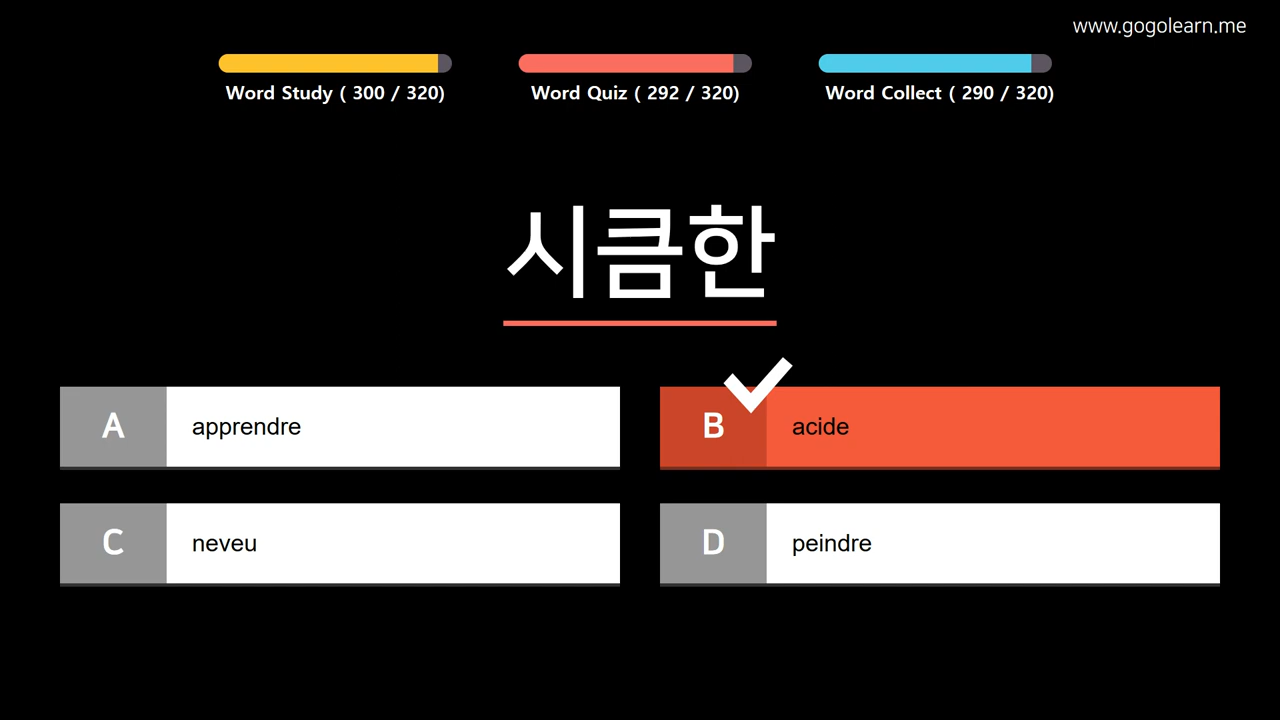 www.gogolearn.me
Word Study ( 300 / 320)
Word Quiz ( 292 / 320)
Word Collect ( 290 / 320)
시큼한
A apprendre
B acide
C neveu
D peindre